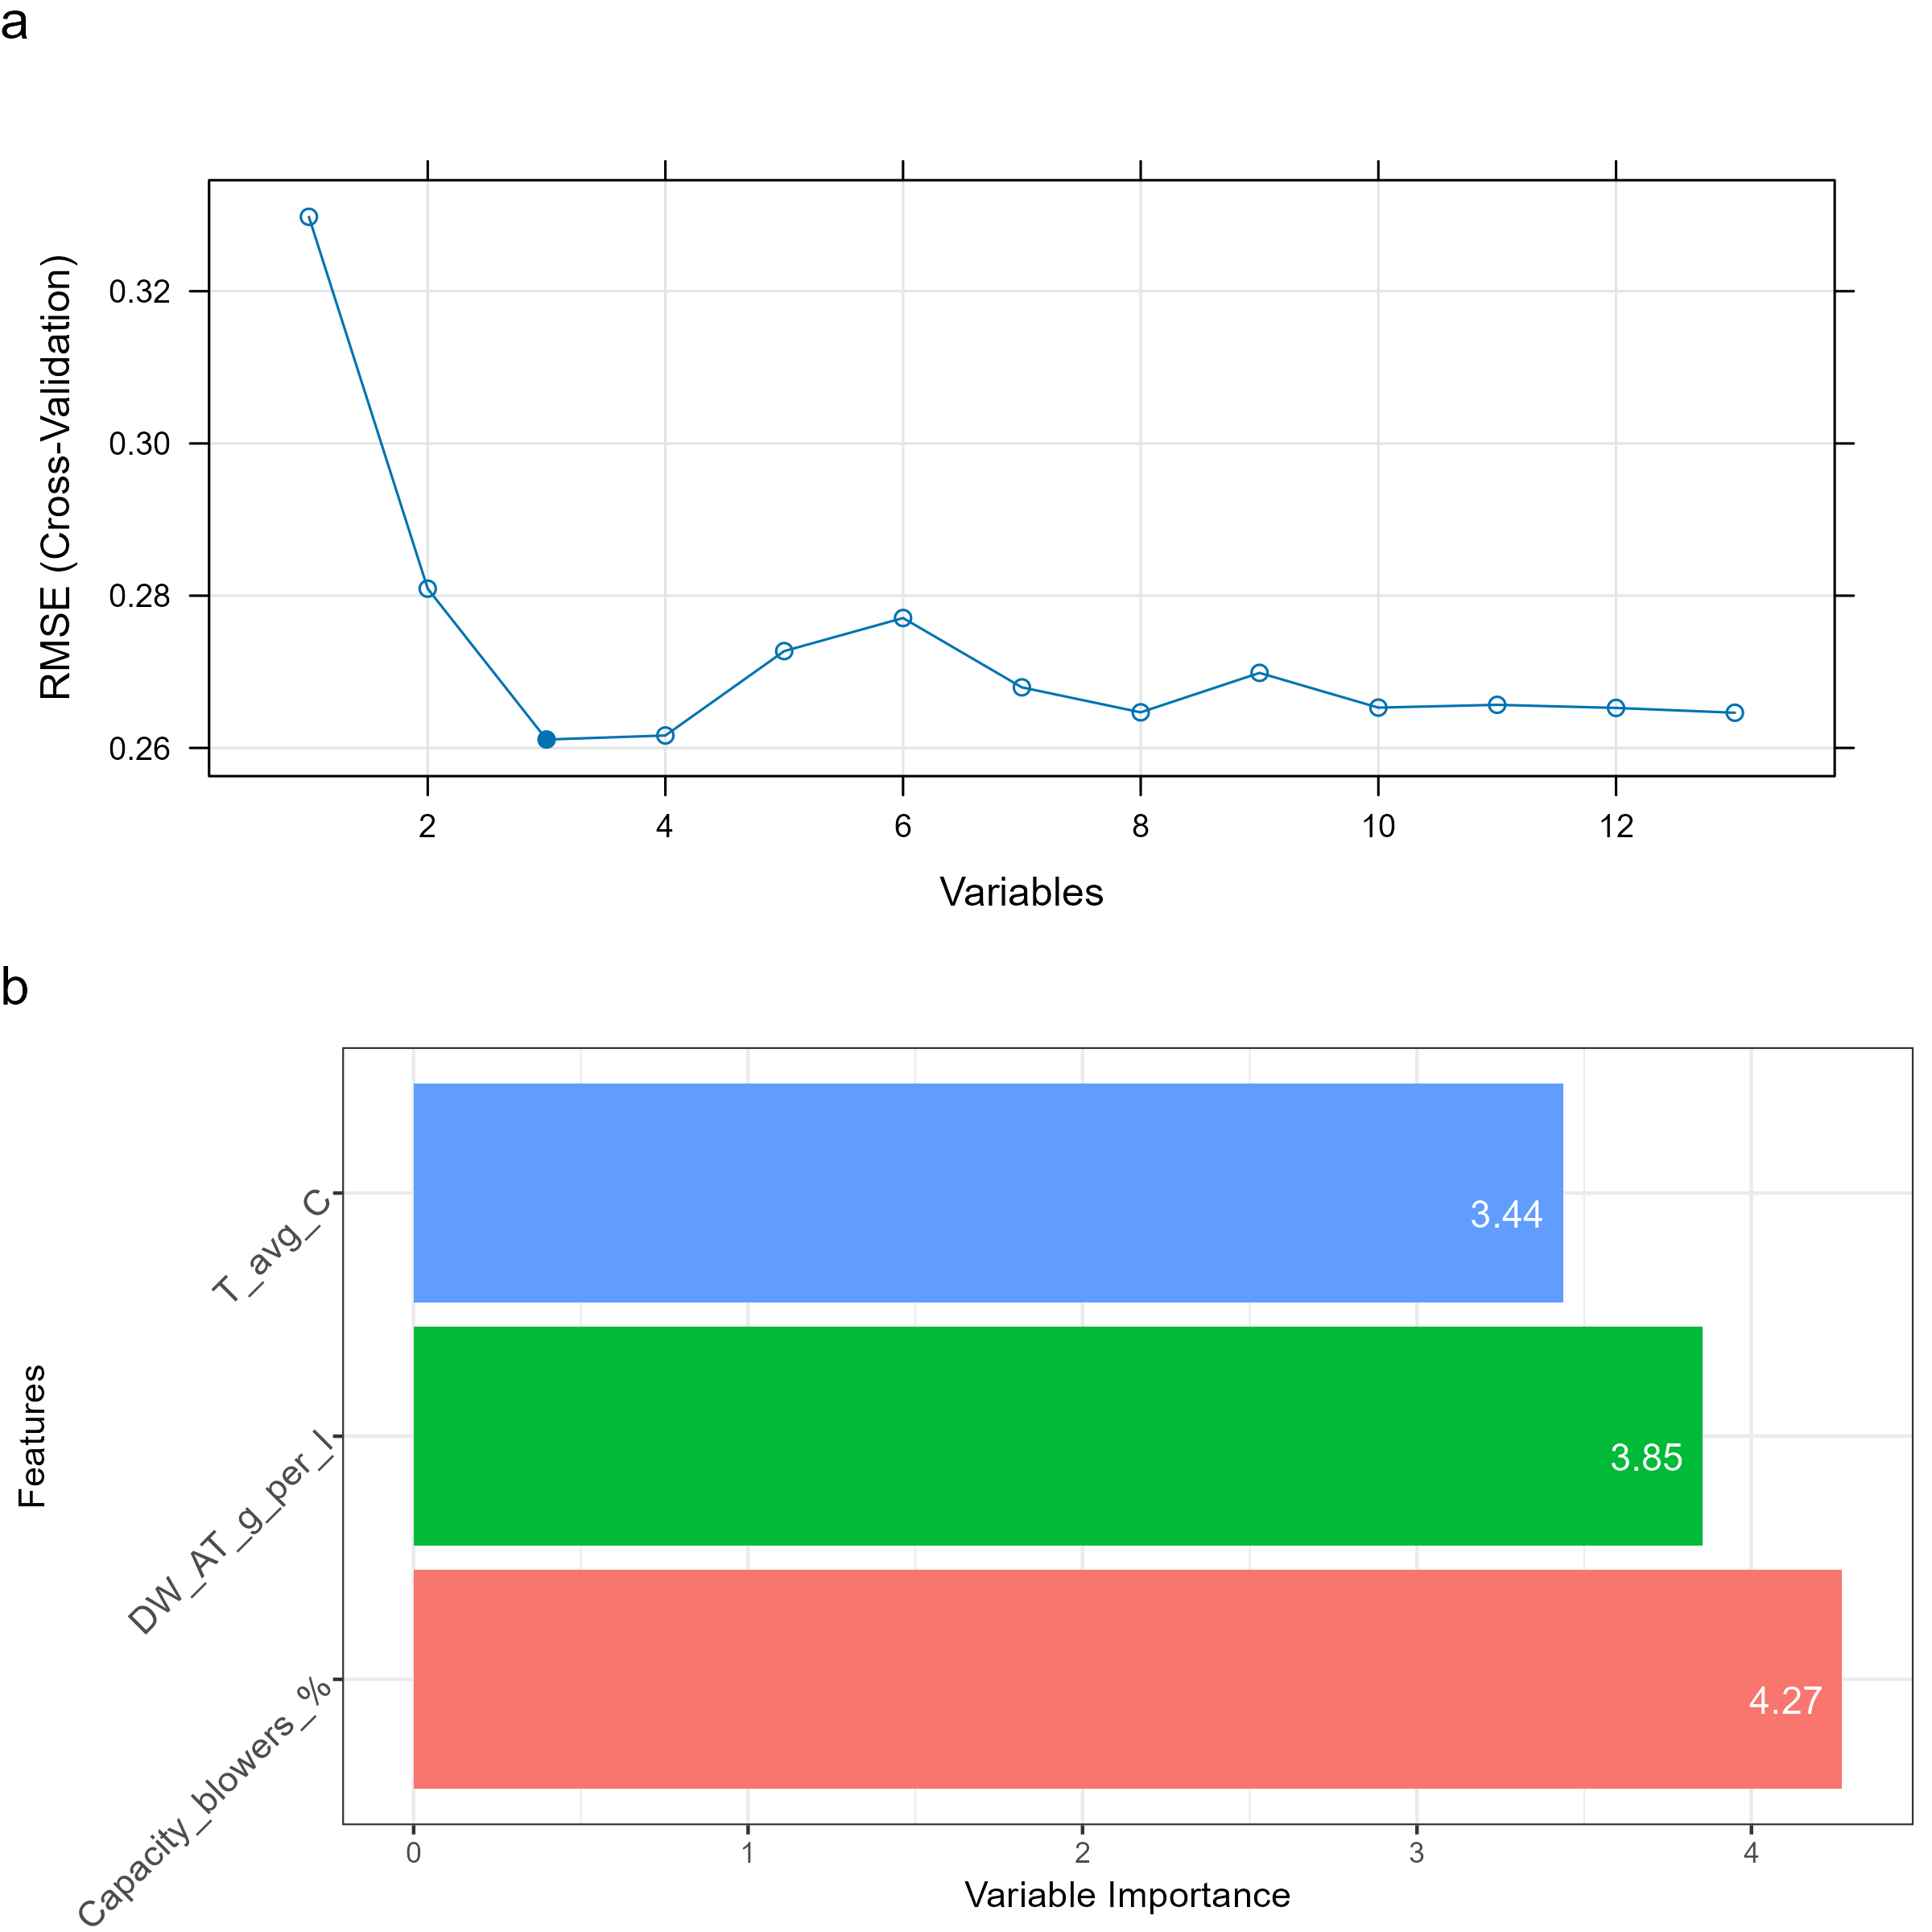 a
RMSE (Cross-Validation)
0.32
0.30
0.28
0.26
2 4 6 8 10 12
Variables
b
Features
T_avg_C
3.44
DW_AT_g_per_l
3.85
Capacity_blowers_%
4.27
0 1 2 3 4
Variable Importance